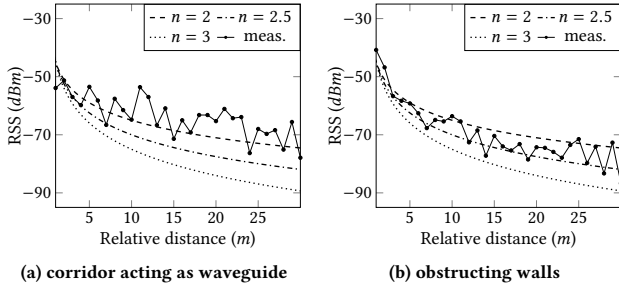 −30
−50
−70
−90
RSS (dBm)
n = 2
n = 2.5
n = 3
meas.
5 10 15 20 25
Relative distance (m)
(a) corridor acting as waveguide
−30
−50
−70
−90
RSS (dBm)
n = 2
n = 2.5
n = 3
meas.
5 10 15 20 25
Relative distance (m)
(b) obstructing walls